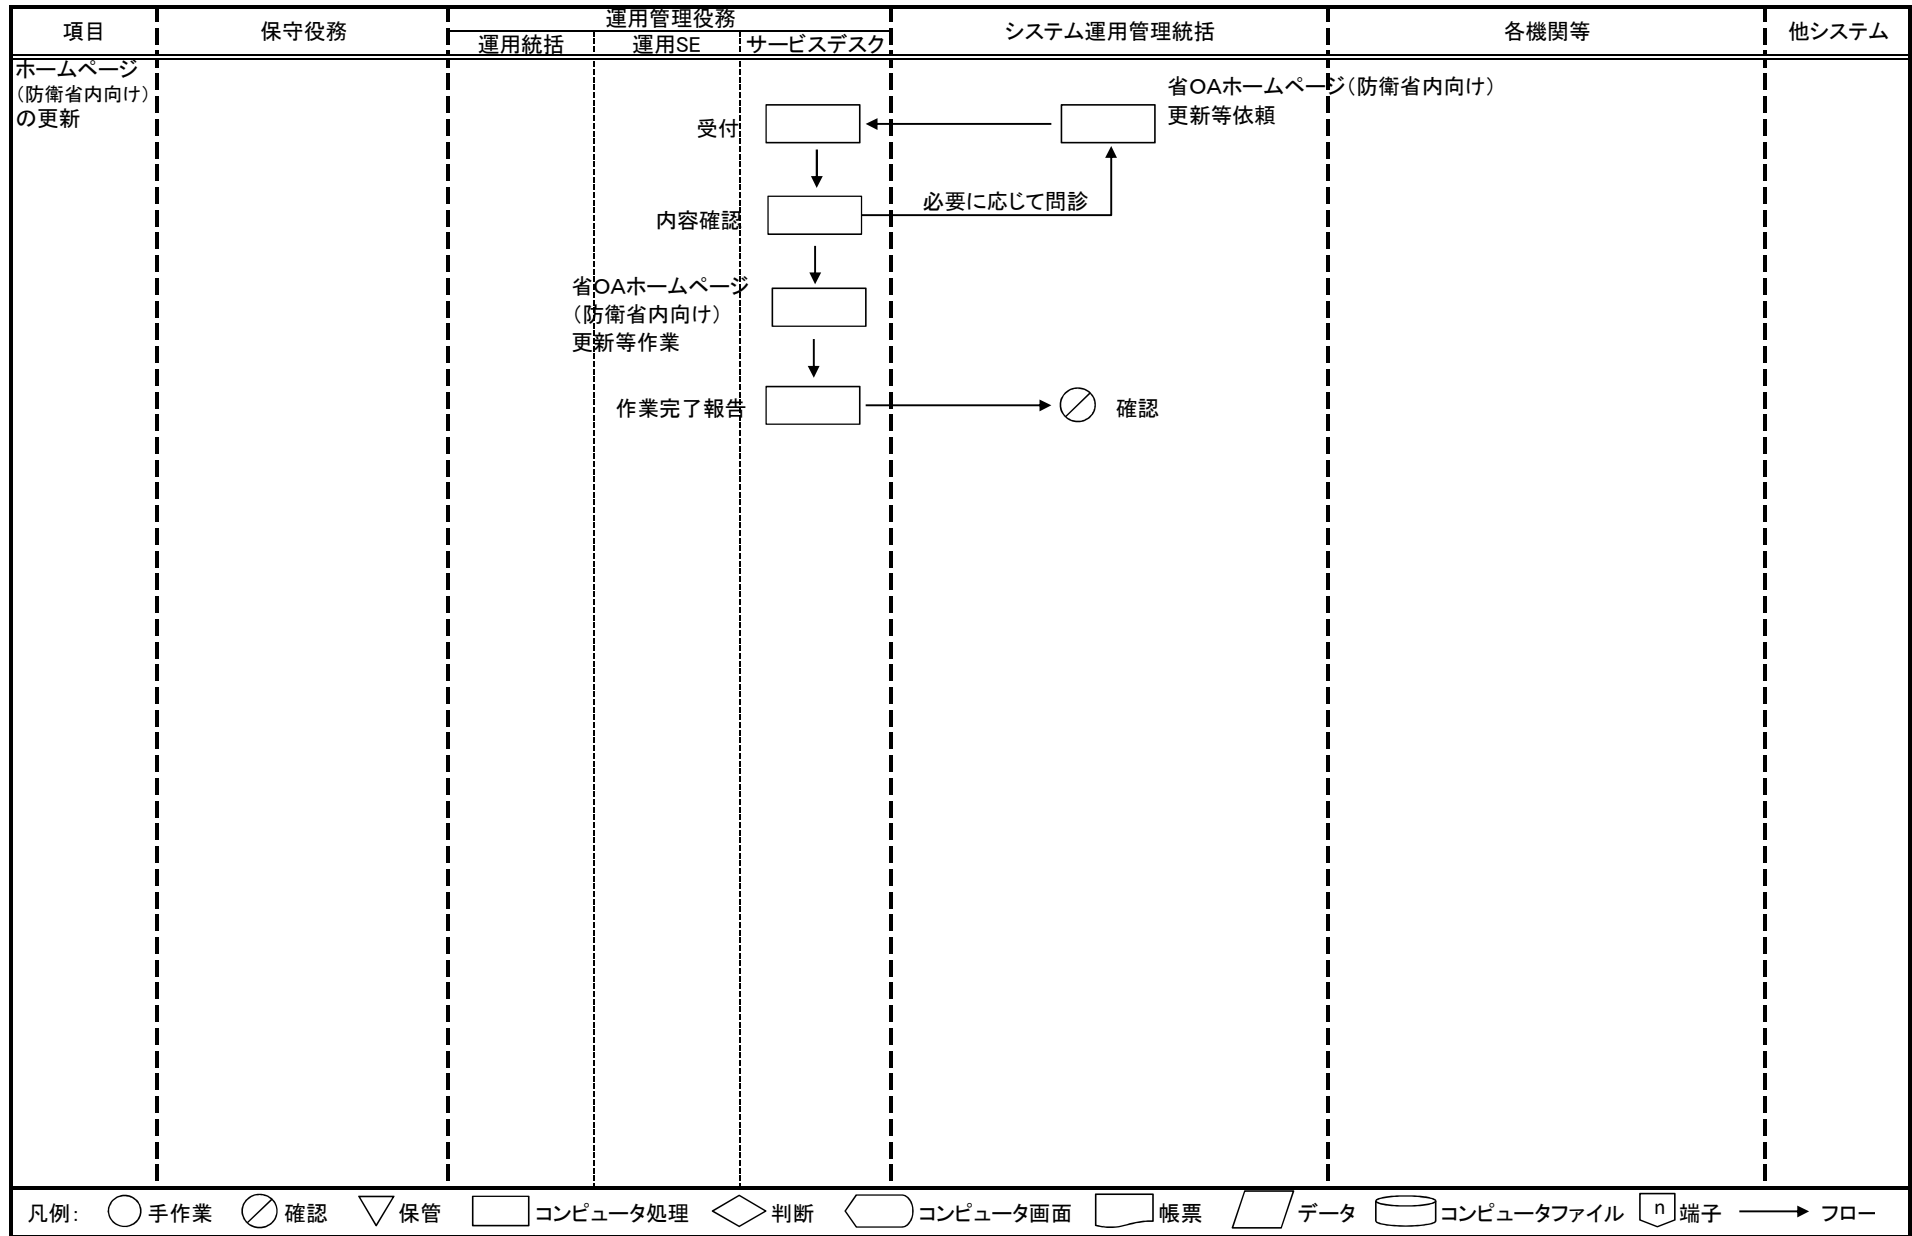 項目
保守役務
運用管理役務
運用統括
運用SE
サービスデスク
システム運用管理統括
各機関等
他システム
ホームページ
（防衛省内向け）
の更新
省OAホームページ（防衛省内向け）
更新等依頼
受付
必要に応じて問診
内容確認
省OAホームページ
（防衛省内向け）
更新等作業
作業完了報告
確認
凡例:
手作業
確認
保管
コンピュータ処理
判断
コンピュータ画面
帳票
データ
コンピュータファイル
n
端子
フロー